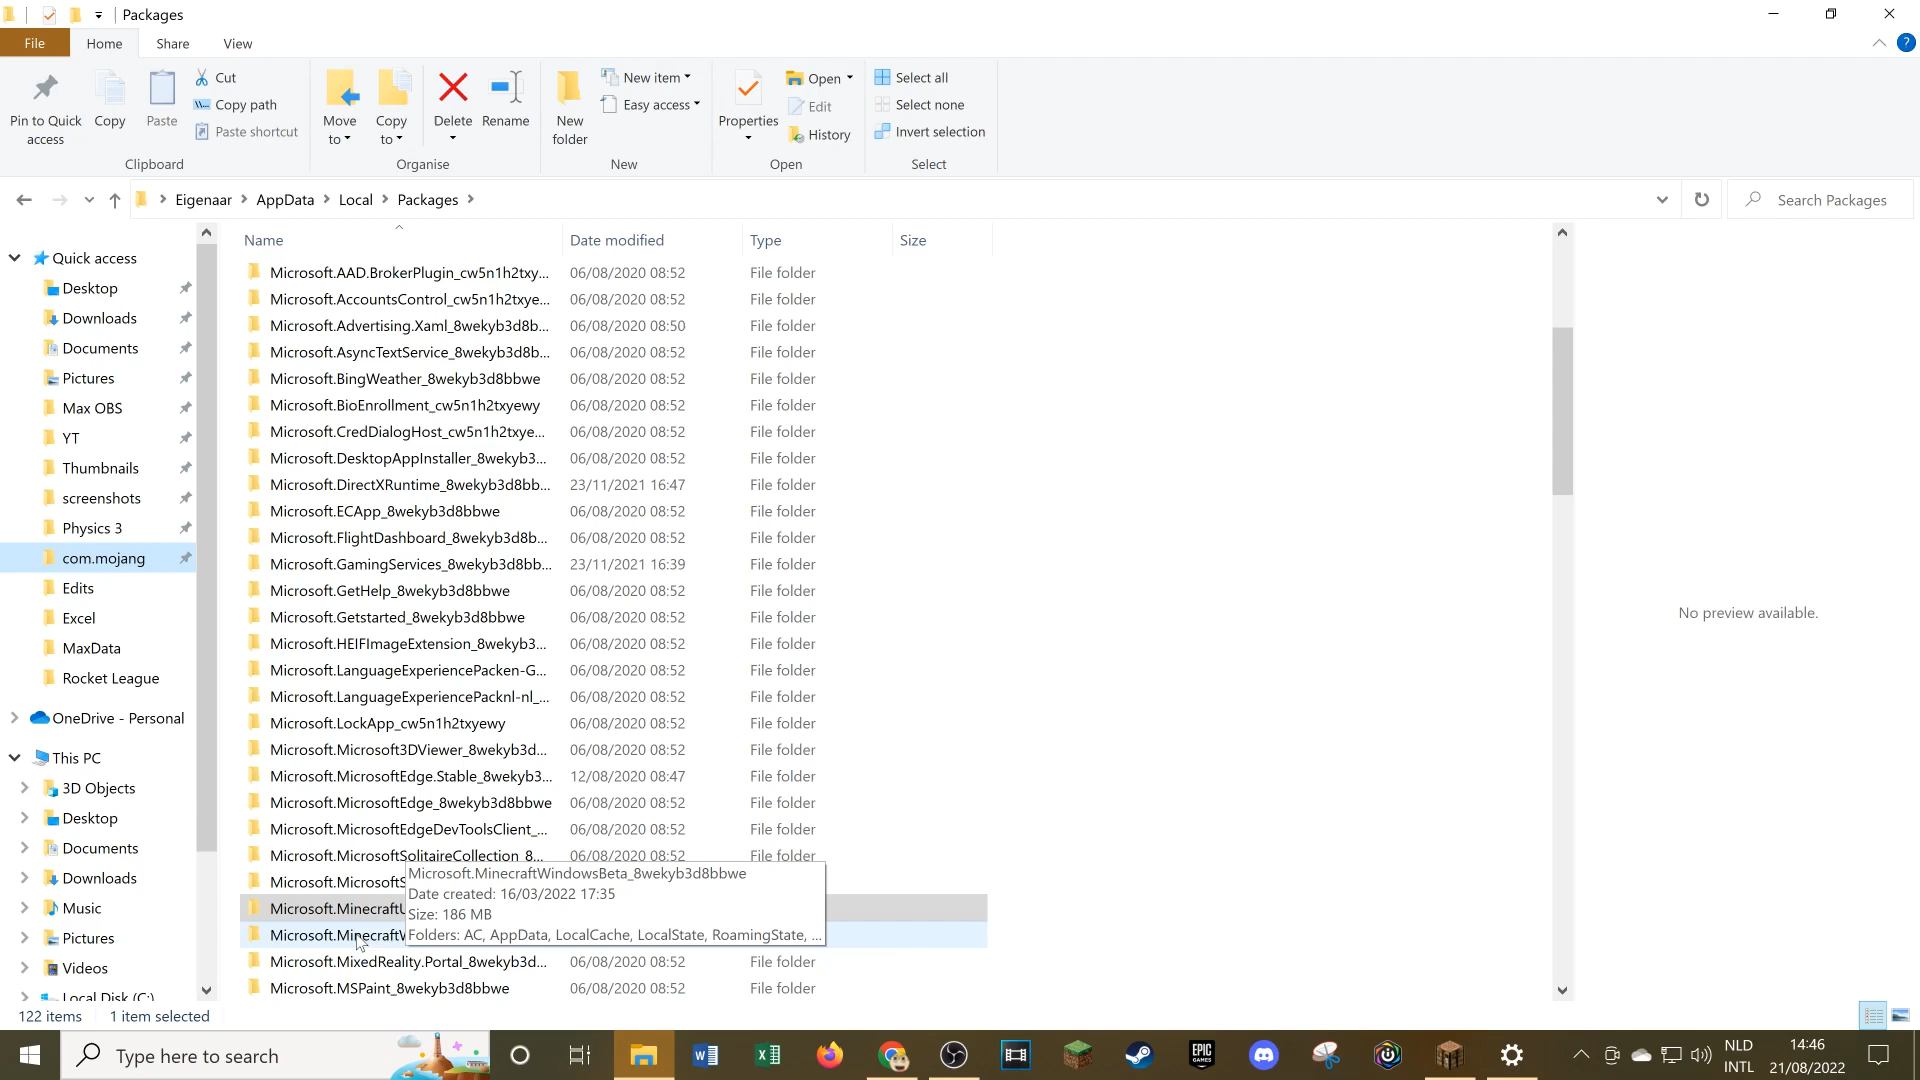 Packages
File
Home
Share
View
?
Pin to Quick access
Copy
Paste
Cut
Copy path
Paste shortcut
Clipboard
Move to
Copy to
Delete
Rename
Organise
New folder
New item
Easy access
New
Properties
Open
Edit
History
Open
Select all
Select none
Invert selection
Select
Eigenaar > AppData > Local > Packages >
Search Packages
Quick access
Desktop
Downloads
Documents
Pictures
Max OBS
YT
Thumbnails
screenshots
Physics 3
com.mojang
Edits
Excel
MaxData
Rocket League
OneDrive - Personal
This PC
3D Objects
Desktop
Documents
Downloads
Music
Pictures
Videos
Local Disk (C:)
Name Date modified Type Size
Microsoft.AAD.BrokerPlugin_cw5n1h2txy... 06/08/2020 08:52 File folder
Microsoft.AccountsControl_cw5n1h2txye... 06/08/2020 08:52 File folder
Microsoft.Advertising.Xaml_8wekyb3d8b... 06/08/2020 08:50 File folder
Microsoft.AsyncTextService_8wekyb3d8b... 06/08/2020 08:52 File folder
Microsoft.BingWeather_8wekyb3d8bbwe 06/08/2020 08:52 File folder
Microsoft.BioEnrollment_cw5n1h2txyewy 06/08/2020 08:52 File folder
Microsoft.CredDialogHost_cw5n1h2txye... 06/08/2020 08:52 File folder
Microsoft.DesktopAppInstaller_8wekyb3... 06/08/2020 08:52 File folder
Microsoft.DirectXRuntime_8wekyb3d8bb... 23/11/2021 16:47 File folder
Microsoft.ECApp_8wekyb3d8bbwe 06/08/2020 08:52 File folder
Microsoft.FlightDashboard_8wekyb3d8b... 06/08/2020 08:52 File folder
Microsoft.GamingServices_8wekyb3d8bb... 23/11/2021 16:39 File folder
Microsoft.GetHelp_8wekyb3d8bbwe 06/08/2020 08:52 File folder
Microsoft.Getstarted_8wekyb3d8bbwe 06/08/2020 08:52 File folder
Microsoft.HEIFImageExtension_8wekyb3... 06/08/2020 08:52 File folder
Microsoft.LanguageExperiencePacken-G... 06/08/2020 08:52 File folder
Microsoft.LanguageExperiencePacknl-nl_... 06/08/2020 08:52 File folder
Microsoft.LockApp_cw5n1h2txyewy 06/08/2020 08:52 File folder
Microsoft.Microsoft3DViewer_8wekyb3d... 06/08/2020 08:52 File folder
Microsoft.MicrosoftEdge.Stable_8wekyb3... 12/08/2020 08:47 File folder
Microsoft.MicrosoftEdge_8wekyb3d8bbwe 06/08/2020 08:52 File folder
Microsoft.MicrosoftEdgeDevToolsClient_... 06/08/2020 08:52 File folder
Microsoft.MicrosoftSolitaireCollection_8... 06/08/2020 08:52 File folder
Microsoft.MicrosoftS
Microsoft.MinecraftU
Microsoft.MinecraftW
Microsoft.MinecraftWindowsBeta_8wekyb3d8bbwe
Date created: 16/03/2022 17:35
Size: 186 MB
Folders: AC, AppData, LocalCache, LocalState, RoamingState, ...
Microsoft.MixedReality.Portal_8wekyb3d... 06/08/2020 08:52 File folder
Microsoft.MSPaint_8wekyb3d8bbwe 06/08/2020 08:52 File folder
No preview available.
122 items 1 item selected
Type here to search
EPIC GAMES
NLD
INTL
14:46
21/08/2022